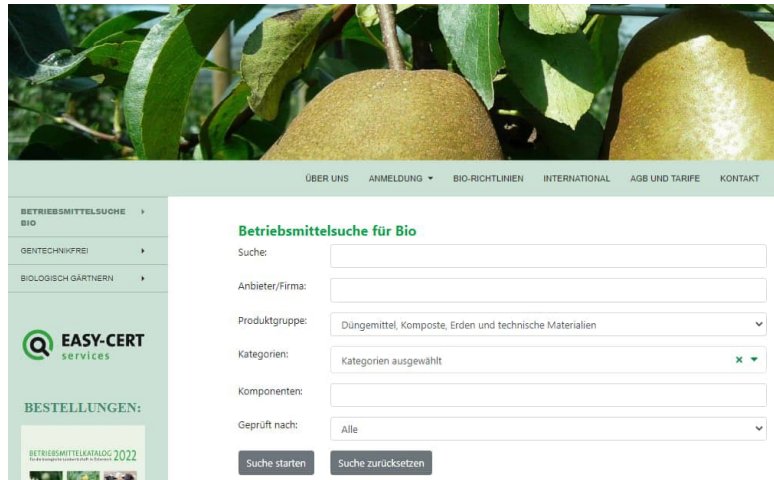 ÜBER UNS ANMELDUNG BIO-RICHTLINIEN INTERNATIONAL AGB UND TARIFE KONTAKT
BETRIEBSMITTELSUCHE
BIO
GENTECHNIKFREI
BIOLOGISCH GÄRTNERN
EASY-CERT
services
BESTELLUNGEN:
BETRIEBSMITTELKATALOG 2022
Betriebsmittelsuche für Bio
Suche:
Anbieter/Firma:
Produktgruppe: Düngemittel, Komposte, Erden und technische Materialien
Kategorien: Kategorien ausgewählt
Komponenten:
Geprüft nach: Alle
Suche starten Suche zurücksetzen